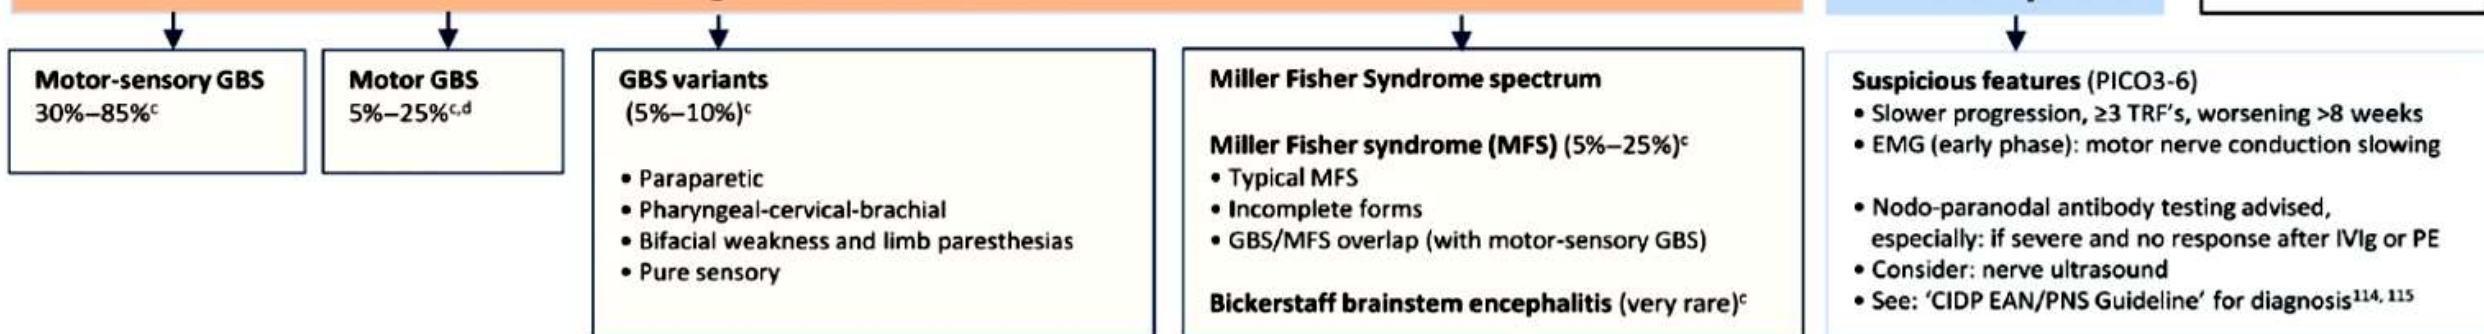 Motor-sensory GBS
30%–85%ᶜ
Motor GBS
5%–25%ᶜ,ᵈ
GBS variants
(5%–10%)ᶜ
• Paraparetic
• Pharyngeal-cervical-brachial
• Bifacial weakness and limb paresthesias
• Pure sensory
Miller Fisher Syndrome spectrum
Miller Fisher syndrome (MFS) (5%–25%)ᶜ
• Typical MFS
• Incomplete forms
• GBS/MFS overlap (with motor-sensory GBS)
Bickerstaff brainstem encephalitis (very rare)ᶜ
Suspicious features (PICO3-6)
• Slower progression, ≥3 TRF's, worsening >8 weeks
• EMG (early phase): motor nerve conduction slowing
• Nodo-paranodal antibody testing advised,
especially: if severe and no response after IVIg or PE
• Consider: nerve ultrasound
• See: 'CIDP EAN/PNS Guideline' for diagnosis¹¹⁴, ¹¹⁵